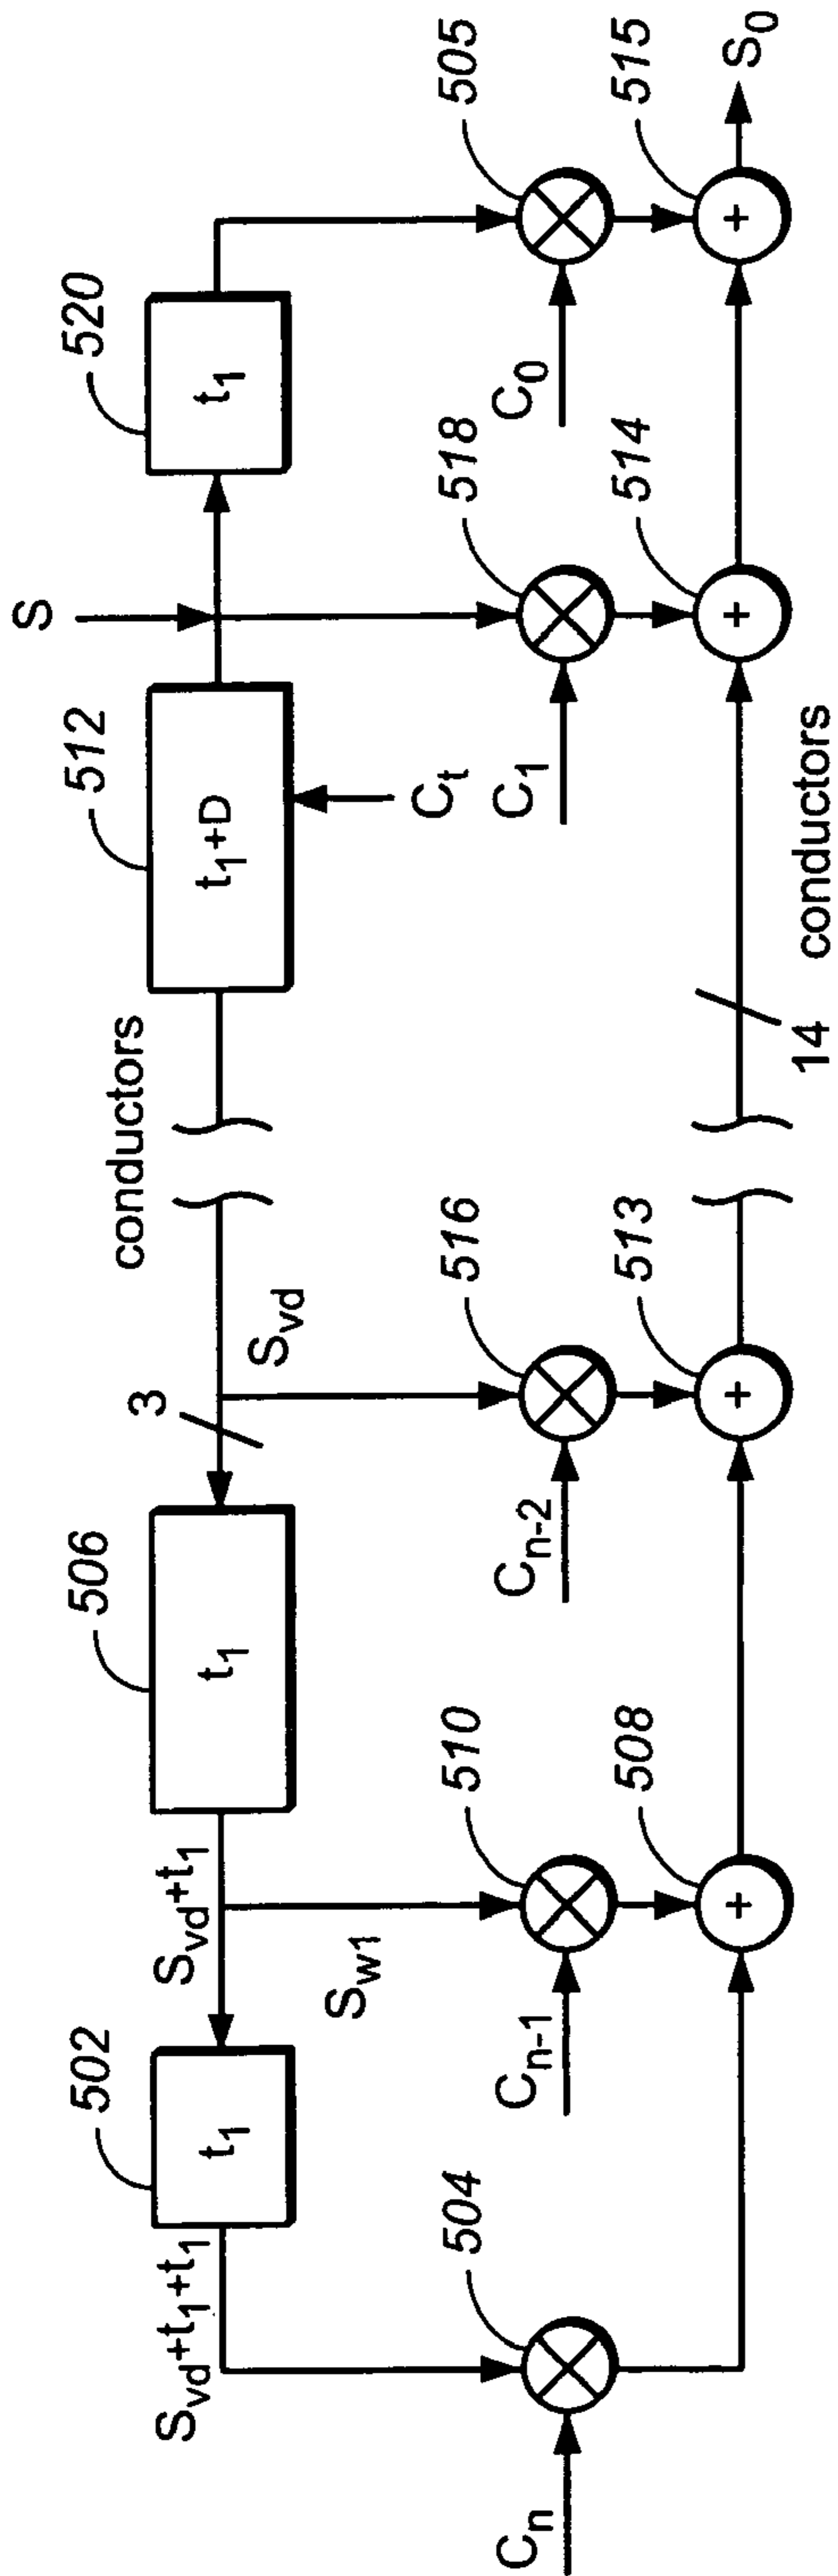 S
502
506
512
520
t₁
t₁
t₁+D
t₁
conductors
3
Sᵥd+t₁+t₁
Sᵥd+t₁
Sᵥd
Sw1
Cₜ
504
510
516
518
505
Cₙ
Cₙ₋₁
Cₙ₋₂
C₁
C₀
508
513
514
515
+
+
+
+
S₀
14
conductors